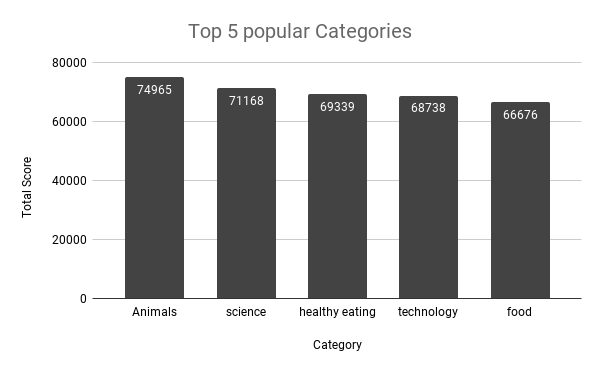 Top 5 popular Categories
80000
60000
40000
20000
0
Total Score
74965
71168
69339
68738
66676
Animals
science
healthy eating
technology
food
Category